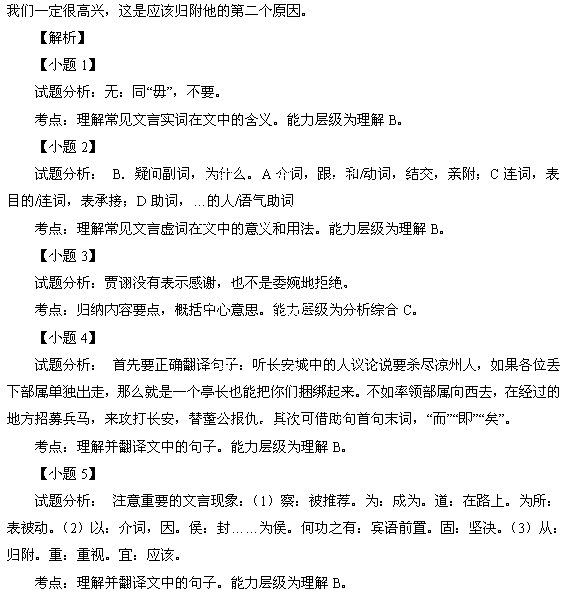 我们一定很高兴，这是应该归附他的第二个原因。
【解析】
【小题1】
试题分析：无：同“毋”，不要。
考点：理解常见文言实词在文中的含义。能力层级为理解B。
【小题2】
试题分析： B．疑问副词，为什么。A介词，跟，和/动词，结交，亲附；C连词，表
目的/连词，表承接；D助词，…的人/语气助词
考点：理解常见文言虚词在文中的意义和用法。能力层级为理解B。
【小题3】
试题分析：贾诩没有表示感谢，也不是委婉地拒绝。
考点：归纳内容要点，概括中心意思。能力层级为分析综合C。
【小题4】
试题分析： 首先要正确翻译句子：听长安城中的人议论说要杀尽凉州人，如果各位丢
下部属单独出走，那么就是一个亭长也能把你们捆绑起来。不如率领部属向西去，在经过的
地方招募兵马，来攻打长安，替董公报仇。其次可借助句首句末词，“而”“即”“矣”。
考点：理解并翻译文中的句子。能力层级为理解B。
【小题5】
试题分析： 注意重要的文言现象：（1）察：被推荐。为：成为。道：在路上。为所：
表被动。（2）以：介词，因。侯：封……为侯。何功之有：宾语前置。固：坚决。（3）从：
归附。重：重视。宜：应该。
考点：理解并翻译文中的句子。能力层级为理解B。